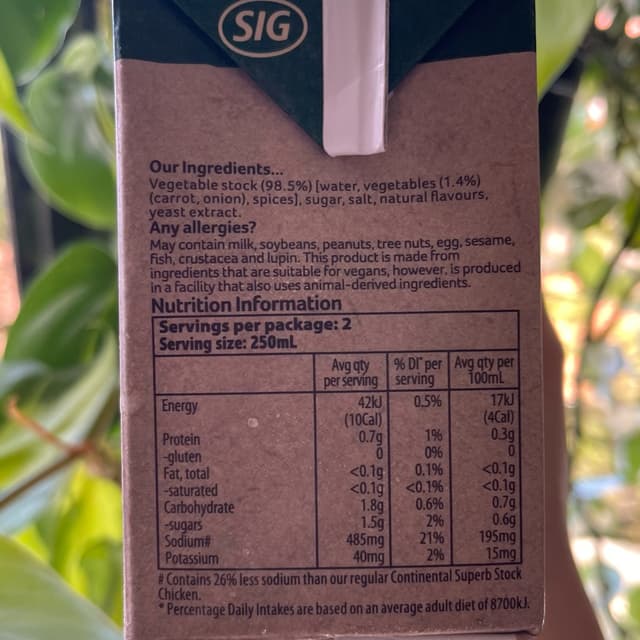 SIG
Our Ingredients...
Vegetable stock (98.5%) [water, vegetables (1.4%)
(carrot, onion), spices], sugar, salt, natural flavours,
yeast extract.
Any allergies?
May contain milk, soybeans, peanuts, tree nuts, egg, sesame,
fish, crustacea and lupin. This product is made from
ingredients that are suitable for vegans, however, is produced
in a facility that also uses animal-derived ingredients.
Nutrition Information
Servings per package: 2
Serving size: 250mL
Avg qty per serving % DI* per serving Avg qty per 100mL
Energy 42kJ 0.5% 17kJ
(10Cal) (4Cal)
Protein 0.7g 1% 0.3g
-gluten 0 0% 0
Fat, total <0.1g 0.1% <0.1g
-saturated <0.1g <0.1% <0.1g
Carbohydrate 1.8g 0.6% 0.7g
-sugars 1.5g 2% 0.6g
Sodium# 485mg 21% 195mg
Potassium 40mg 2% 15mg
# Contains 26% less sodium than our regular Continental Superb Stock
Chicken.
* Percentage Daily Intakes are based on an average adult diet of 8700kJ.